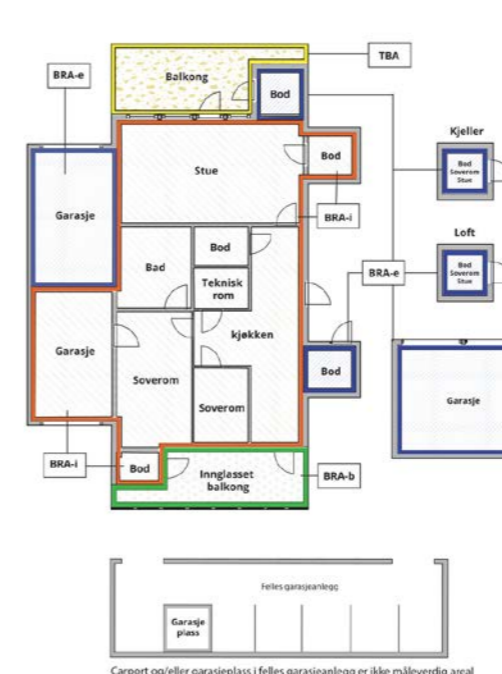 TBA
Balkong
BRA-e
Bod
Kjeller
Bod
Soverom
Stue
Stue
Bod
Garasje
BRA-i
Loft
Bod
Soverom
Stue
Bod
Bad
BRA-e
Teknisk
rom
kjøkken
Garasje
Soverom
Bod
Garasje
Soverom
BRA-i
Bod
Innglasset
balkong
BRA-b
Felles garasjeanlegg
Garasje
plass
Carport og/eller garasjeplass i felles garasjeanlegg er ikke måleverdig areal